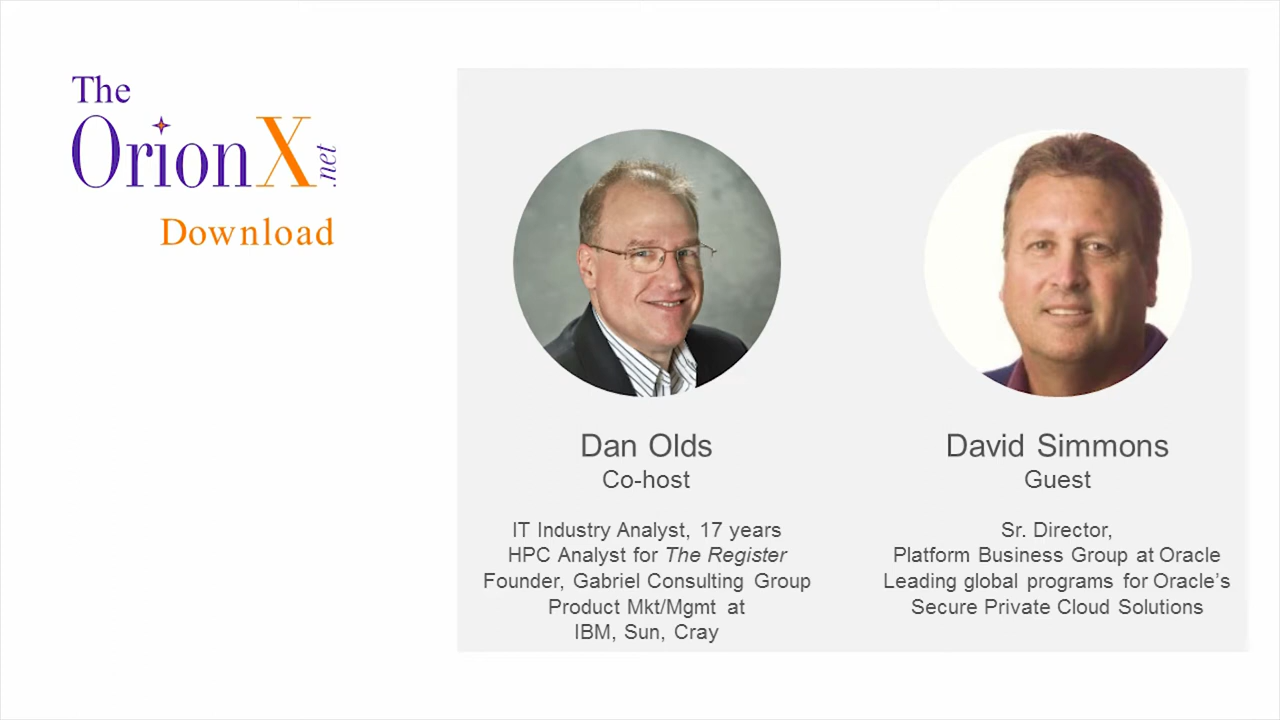 The
OrionX.net
Download
Dan Olds
Co-host
IT Industry Analyst, 17 years
HPC Analyst for The Register
Founder, Gabriel Consulting Group
Product Mkt/Mgmt at
IBM, Sun, Cray
David Simmons
Guest
Sr. Director,
Platform Business Group at Oracle
Leading global programs for Oracle’s
Secure Private Cloud Solutions